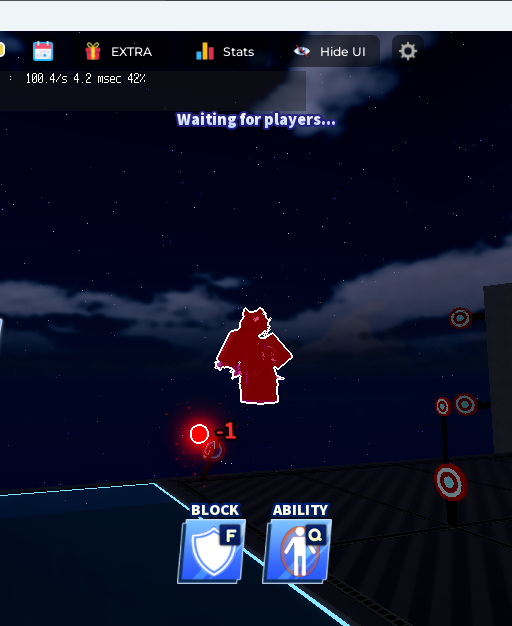 EXTRA Stats Hide UI
: 100.4/s 4.2 msec 42%
Waiting for players...
-1
BLOCK ABILITY
F Q